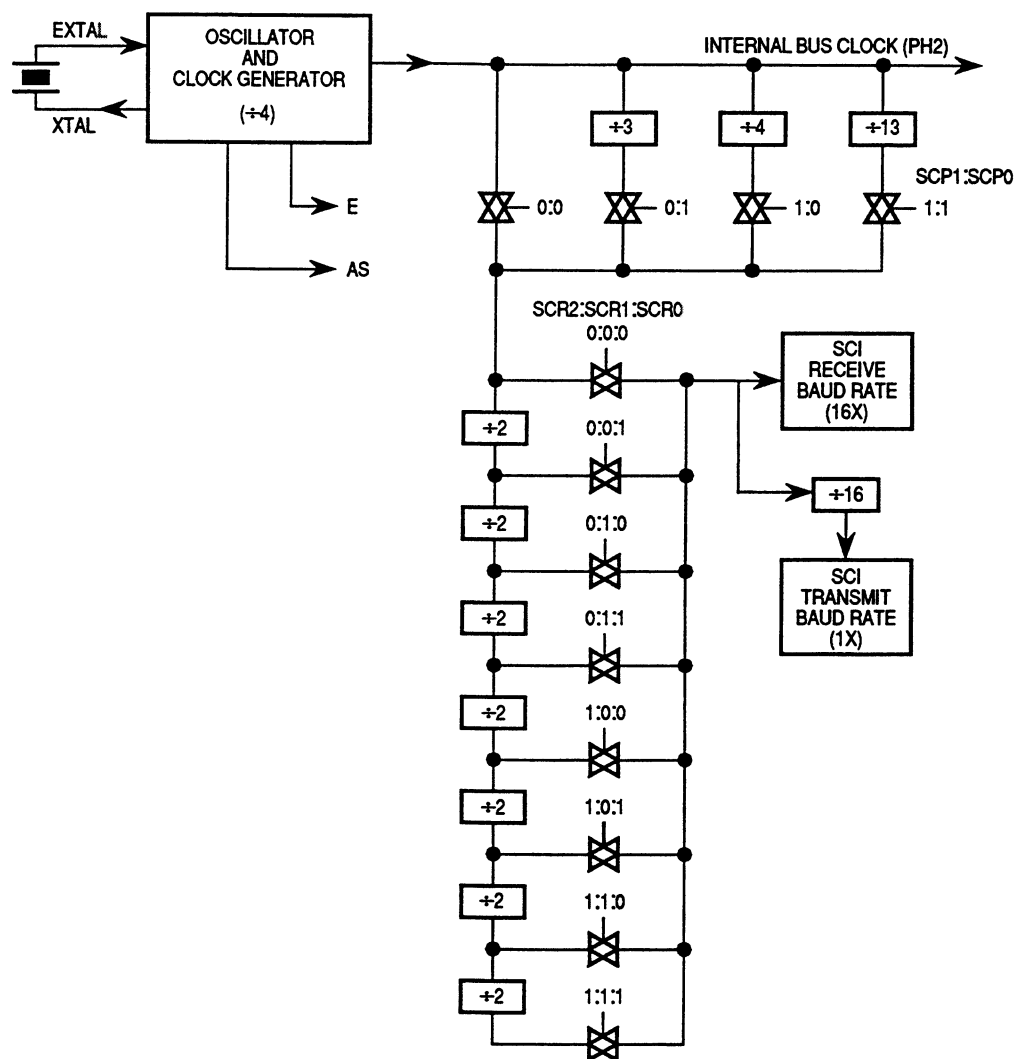 EXTAL
XTAL
OSCILLATOR
AND
CLOCK GENERATOR
(÷4)
E
AS
INTERNAL BUS CLOCK (PH2)
÷3
÷4
÷13
SCP1:SCP0
0:0
0:1
1:0
1:1
SCR2:SCR1:SCR0
0:0:0
÷2
0:0:1
÷2
0:1:0
÷2
0:1:1
÷2
1:0:0
÷2
1:0:1
÷2
1:1:0
÷2
1:1:1
SCI
RECEIVE
BAUD RATE
(16X)
÷16
SCI
TRANSMIT
BAUD RATE
(1X)